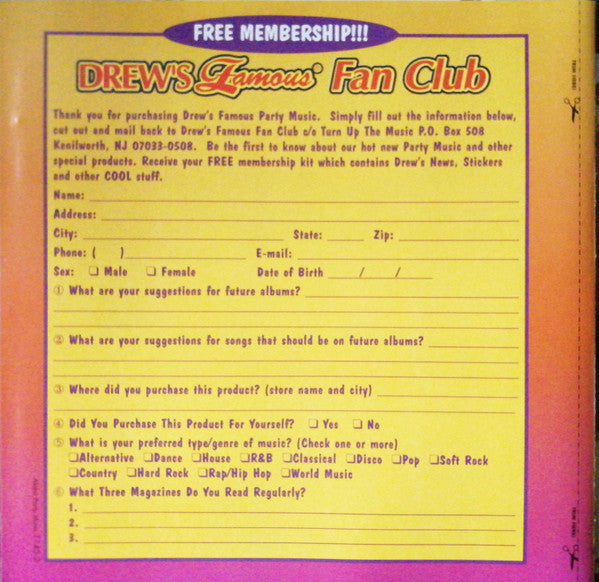 FREE MEMBERSHIP!!!
DREW'S Famous® Fan Club
Thank you for purchasing Drew's Famous Party Music. Simply fill out the information below,
cut out and mail back to Drew's Famous Fan Club c/o Turn Up The Music P.O. Box 508
Kenilworth, NJ 07033-0508. Be the first to know about our hot new Party Music and other
special products. Receive your FREE membership kit which contains Drew's News, Stickers
and other COOL stuff.
Name:
Address:
City: State: Zip:
Phone: ( ) E-mail:
Sex: ❏ Male ❏ Female Date of Birth / /
① What are your suggestions for future albums?
② What are your suggestions for songs that should be on future albums?
③ Where did you purchase this product? (store name and city)
④ Did You Purchase This Product For Yourself? ❏ Yes ❏ No
⑤ What is your preferred type/genre of music? (Check one or more)
❏Alternative ❏Dance ❏House ❏R&B ❏Classical ❏Disco ❏Pop ❏Soft Rock
❏Country ❏Hard Rock ❏Rap/Hip Hop ❏World Music
⑥ What Three Magazines Do You Read Regularly?
1.
2.
3.